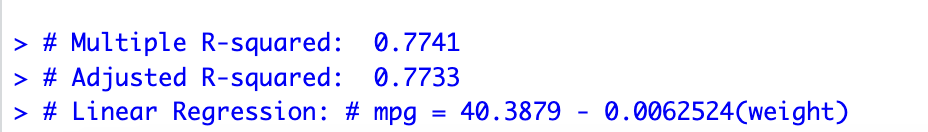 > # Multiple R-squared:  0.7741
> # Adjusted R-squared:  0.7733
> # Linear Regression: # mpg = 40.3879 - 0.0062524(weight)